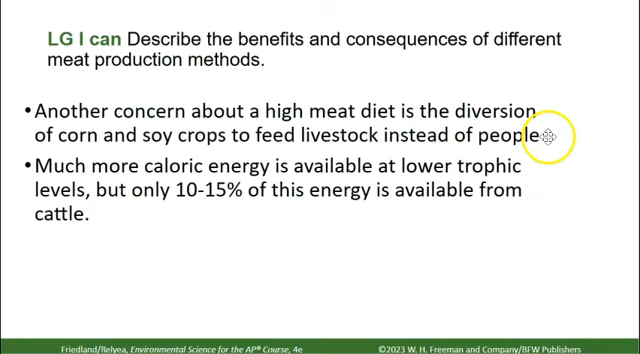 LG I can Describe the benefits and consequences of different
meat production methods.
• Another concern about a high meat diet is the diversion
of corn and soy crops to feed livestock instead of people
• Much more caloric energy is available at lower trophic
levels, but only 10-15% of this energy is available from
cattle.
Friedland/Relyea, Environmental Science for the AP® Course, 4e
©2023 W. H. Freeman and Company/BFW Publishers